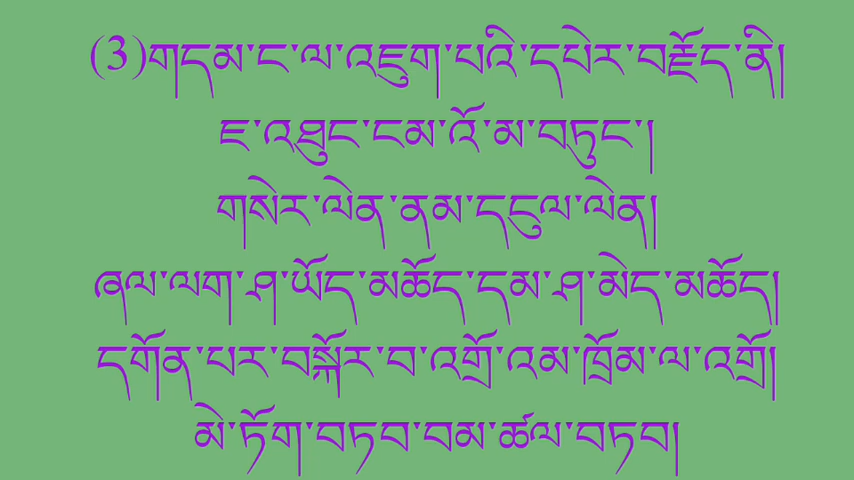 (3)གདམ་ང་ལ་འཇུག་པའི་དཔེར་བརྗོད་ནི།
ཇ་འཐུང་ངམ་འོ་མ་བཏུང་།
གསེར་ལེན་ནམ་དངུལ་ལེན།
ཞལ་ལག་ཤ་ཡོད་མཆོད་དམ་ཤ་མེད་མཆོད།
དགོན་པར་བསྐོར་བ་འགྲོ་འམ་ཁྲོམ་ལ་འགྲོ།
མེ་ཏོག་བཏབ་བམ་ཚལ་བཏབ།